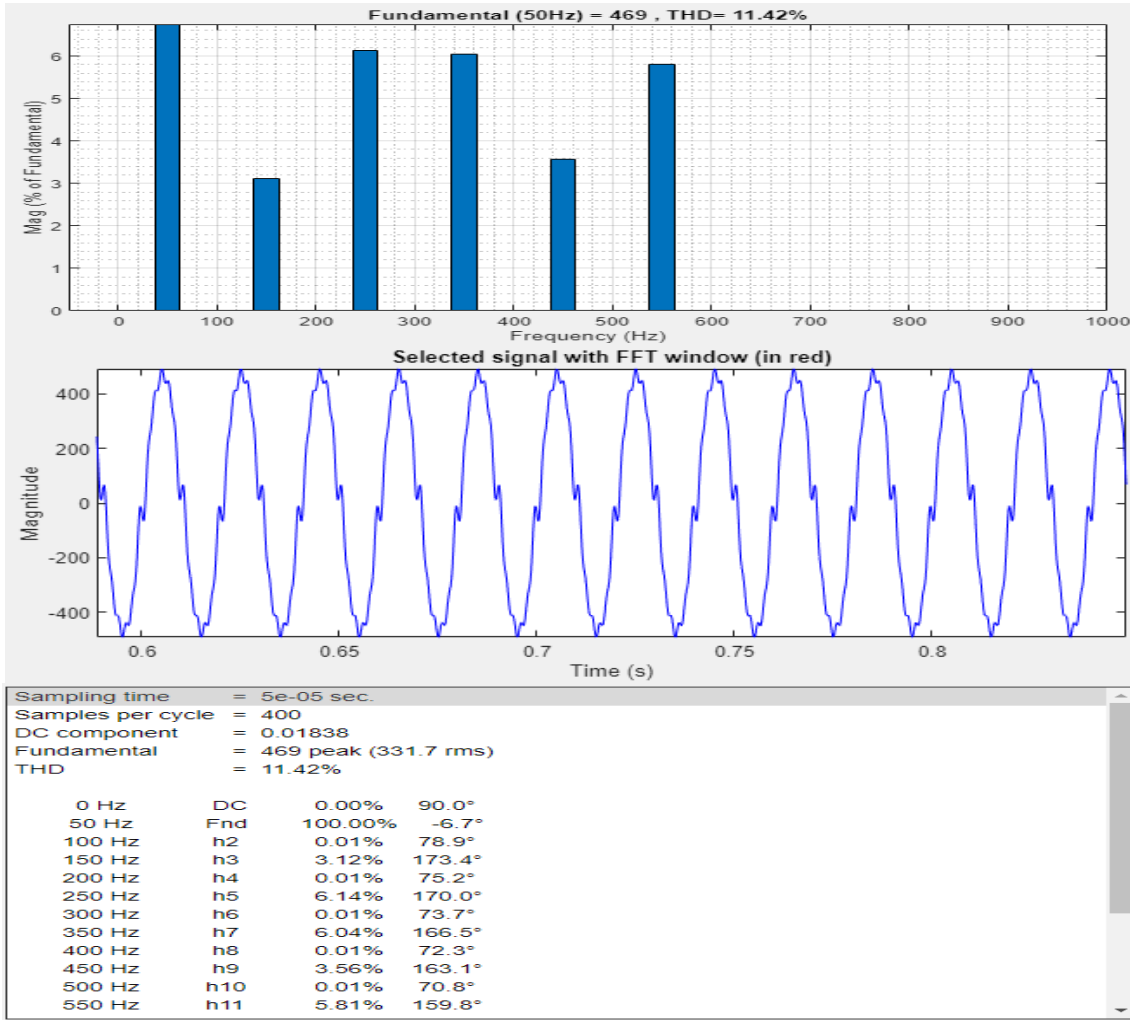 Fundamental (50Hz) = 469 , THD= 11.42%
Mag (% of Fundamental)
6
5
4
3
2
1
0
0 100 200 300 400 500 600 700 800 900 1000
Frequency (Hz)
Selected signal with FFT window (in red)
Magnitude
400
200
0
-200
-400
0.6 0.65 0.7 0.75 0.8
Time (s)
Sampling time = 5e-05 sec.
Samples per cycle = 400
DC component = 0.01838
Fundamental = 469 peak (331.7 rms)
THD = 11.42%
0 Hz DC 0.00% 90.0°
50 Hz Fnd 100.00% -6.7°
100 Hz h2 0.01% 78.9°
150 Hz h3 3.12% 173.4°
200 Hz h4 0.01% 75.2°
250 Hz h5 6.14% 170.0°
300 Hz h6 0.01% 73.7°
350 Hz h7 6.04% 166.5°
400 Hz h8 0.01% 72.3°
450 Hz h9 3.56% 163.1°
500 Hz h10 0.01% 70.8°
550 Hz h11 5.81% 159.8°